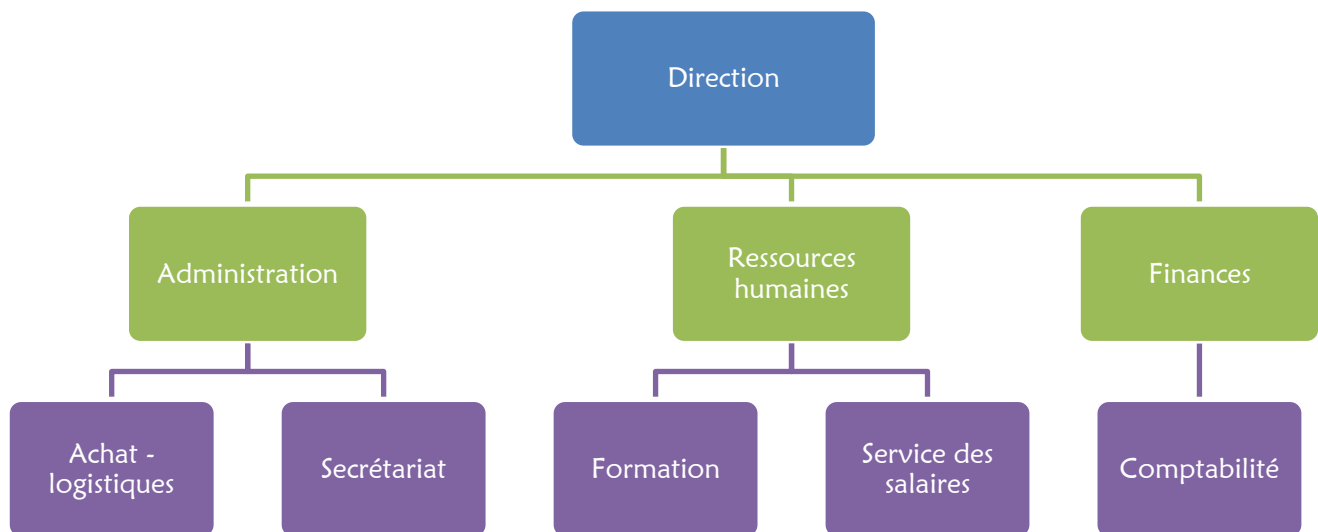 Direction
Administration
Ressources
humaines
Finances
Achat -
logistiques
Secrétariat
Formation
Service des
salaires
Comptabilité